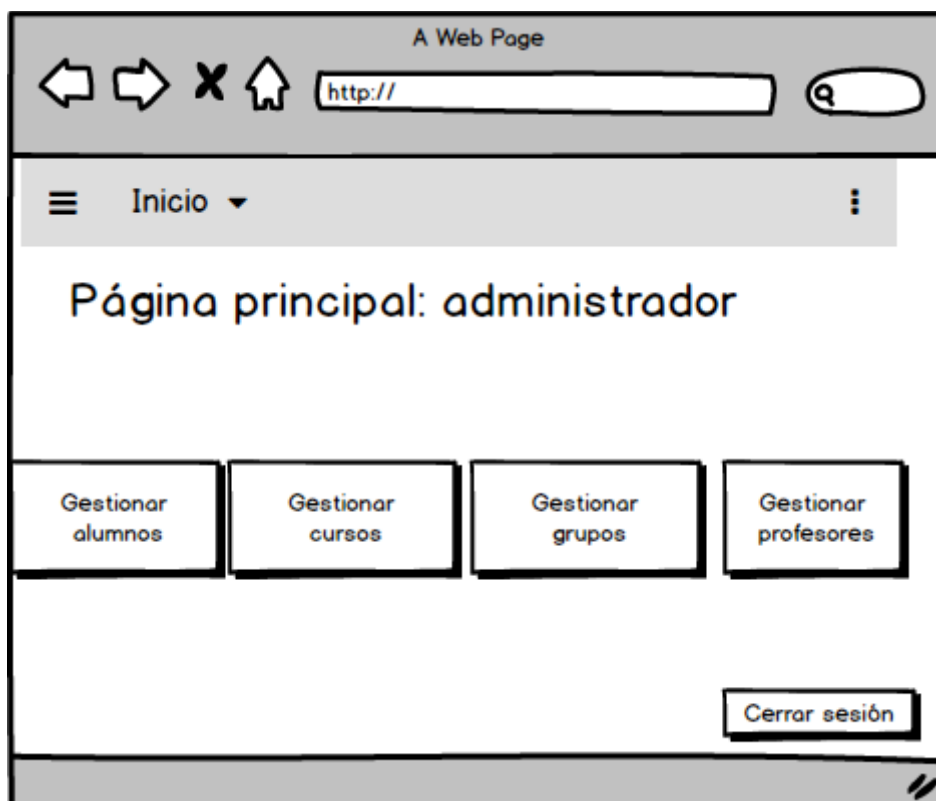 A Web Page
http://
Inicio
Página principal: administrador
Gestionar
alumnos
Gestionar
cursos
Gestionar
grupos
Gestionar
profesores
Cerrar sesión